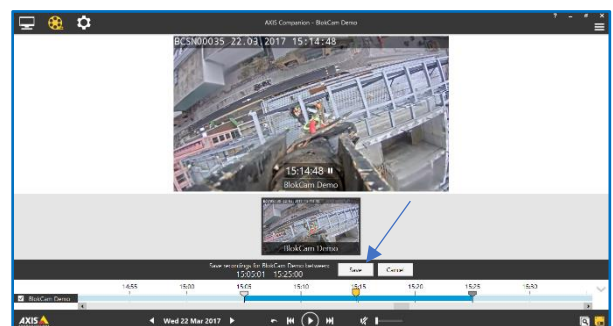 AXIS Companion - BlokCam Demo
BCSN00035 22.03.2017 15:14:48
15:14:48
BlokCam Demo
BlokCam Demo
Save recordings for BlokCam Demo between:
15:05:01 15:25:00
Save Cancel
14:55 15:00 15:05 15:10 15:15 15:20 15:25 15:30
BlokCam Demo
AXIS Wed 22 Mar 2017